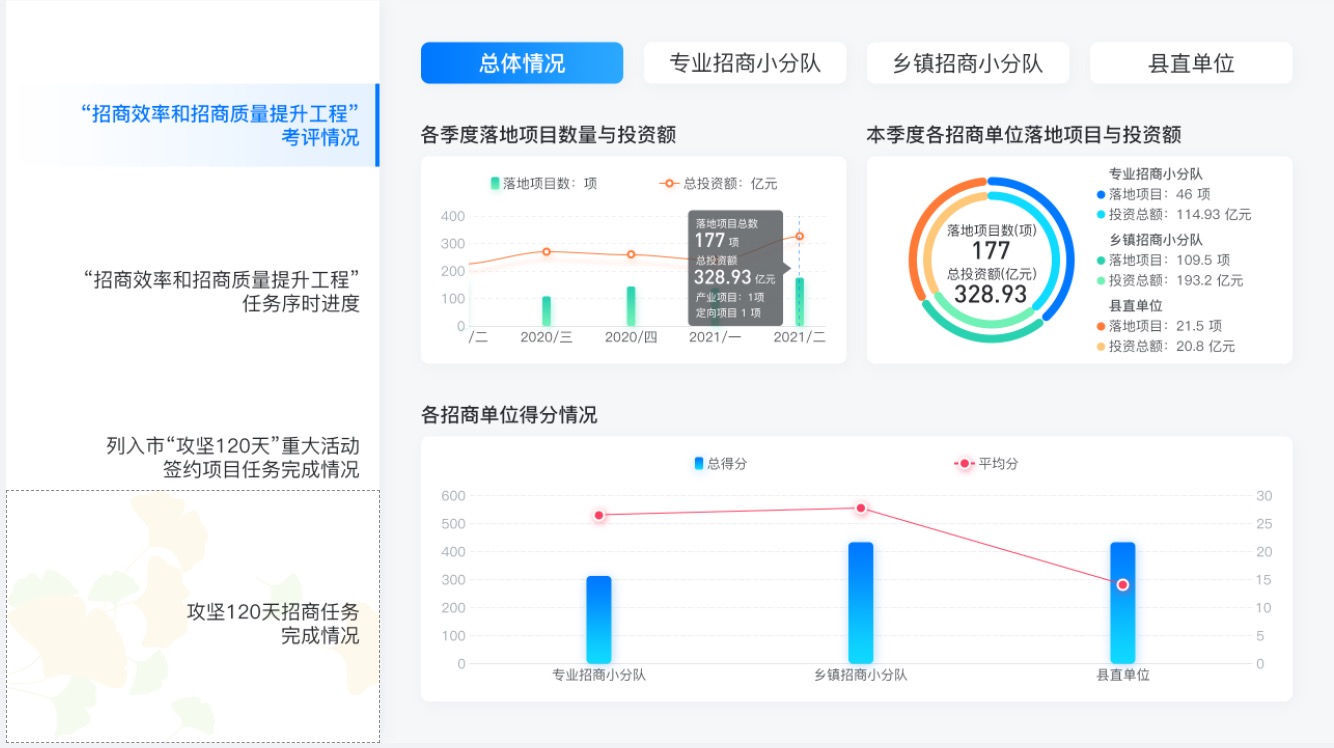 “招商效率和招商质量提升工程”
考评情况
“招商效率和招商质量提升工程”
任务序时进度
列入市“攻坚120天”重大活动
签约项目任务完成情况
攻坚120天招商任务
完成情况
总体情况
专业招商小分队
乡镇招商小分队
县直单位
各季度落地项目数量与投资额
落地项目数：项
总投资额：亿元
400
300
200
100
0
/二
2020/三
2020/四
2021/一
2021/二
落地项目总数
177 项
总投资额
328.93 亿元
产业项目：1项
定向项目 1 项
本季度各招商单位落地项目与投资额
落地项目数(项)
177
总投资额(亿元)
328.93
专业招商小分队
落地项目：46 项
投资总额：114.93 亿元
乡镇招商小分队
落地项目：109.5 项
投资总额：193.2 亿元
县直单位
落地项目：21.5 项
投资总额：20.8 亿元
各招商单位得分情况
总得分
平均分
600
500
400
300
200
100
0
30
25
20
15
10
5
0
专业招商小分队
乡镇招商小分队
县直单位